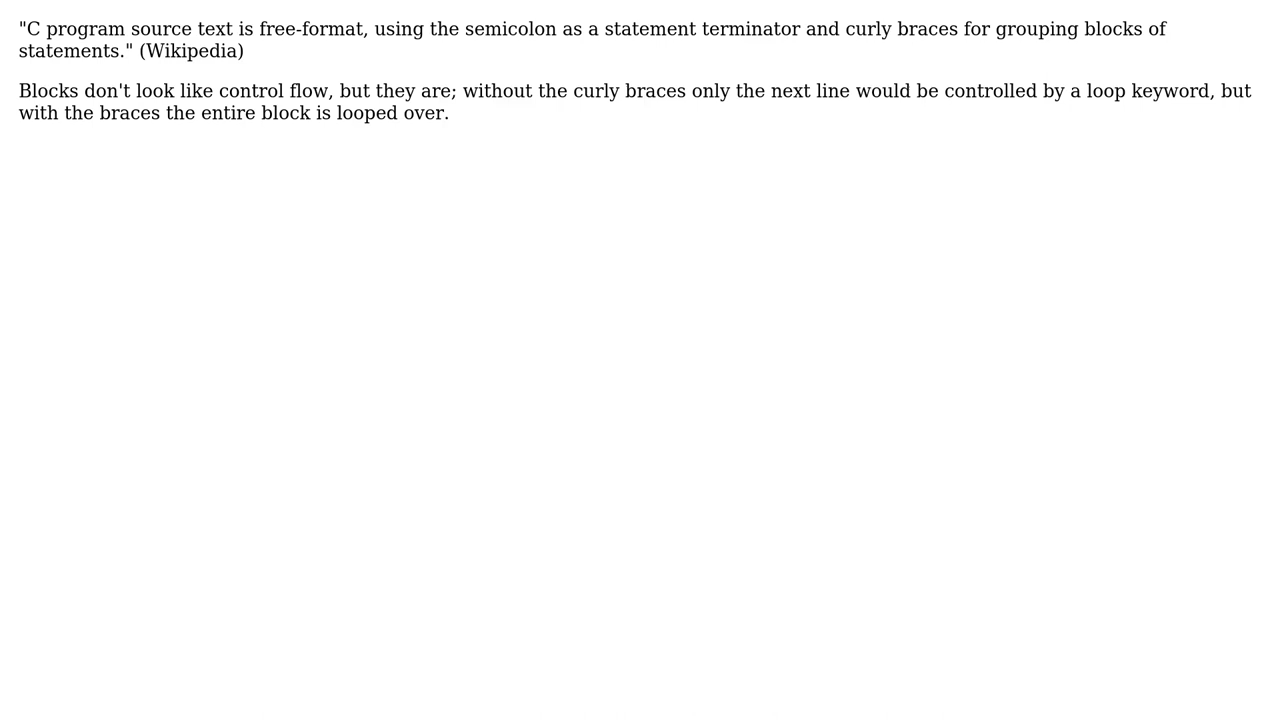 "C program source text is free-format, using the semicolon as a statement terminator and curly braces for grouping blocks of
statements." (Wikipedia)
Blocks don't look like control flow, but they are; without the curly braces only the next line would be controlled by a loop keyword, but
with the braces the entire block is looped over.